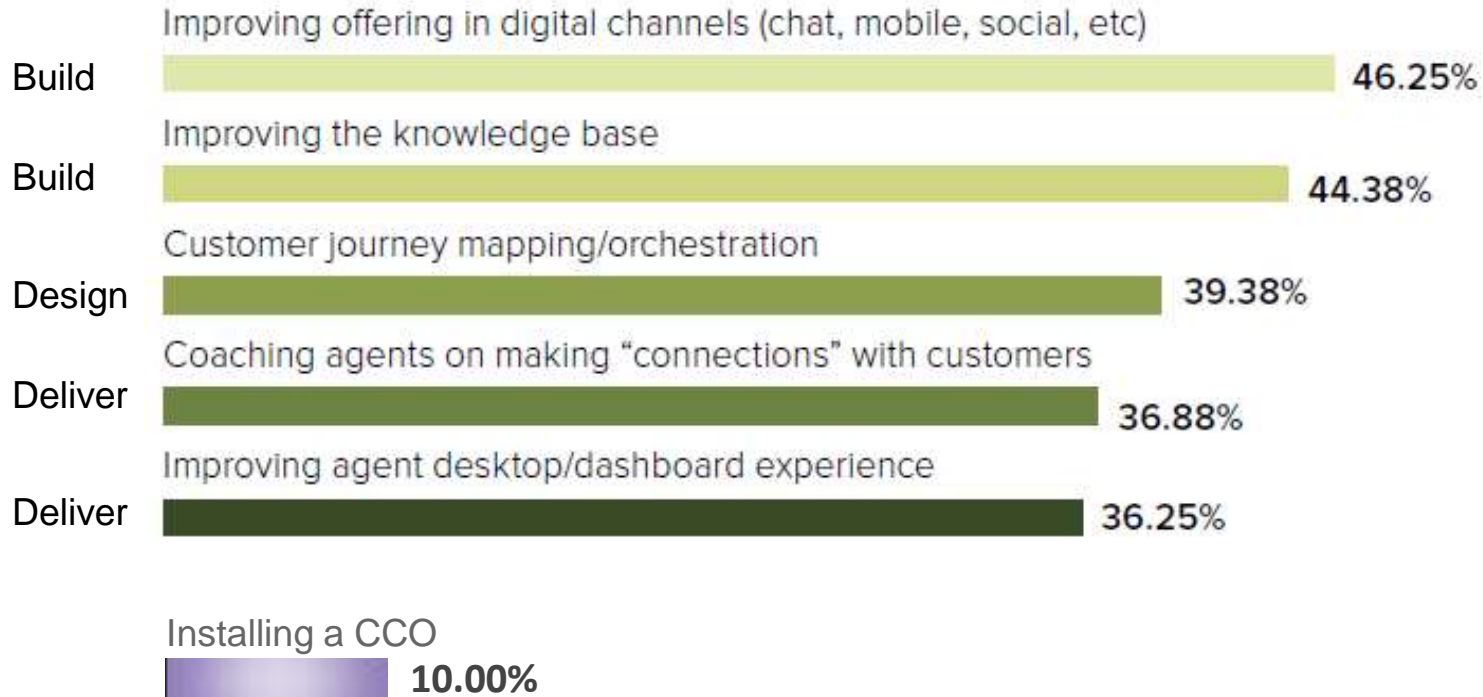 Improving offering in digital channels (chat, mobile, social, etc)
Build 46.25%
Improving the knowledge base
Build 44.38%
Customer journey mapping/orchestration
Design 39.38%
Coaching agents on making “connections” with customers
Deliver 36.88%
Improving agent desktop/dashboard experience
Deliver 36.25%
Installing a CCO
10.00%